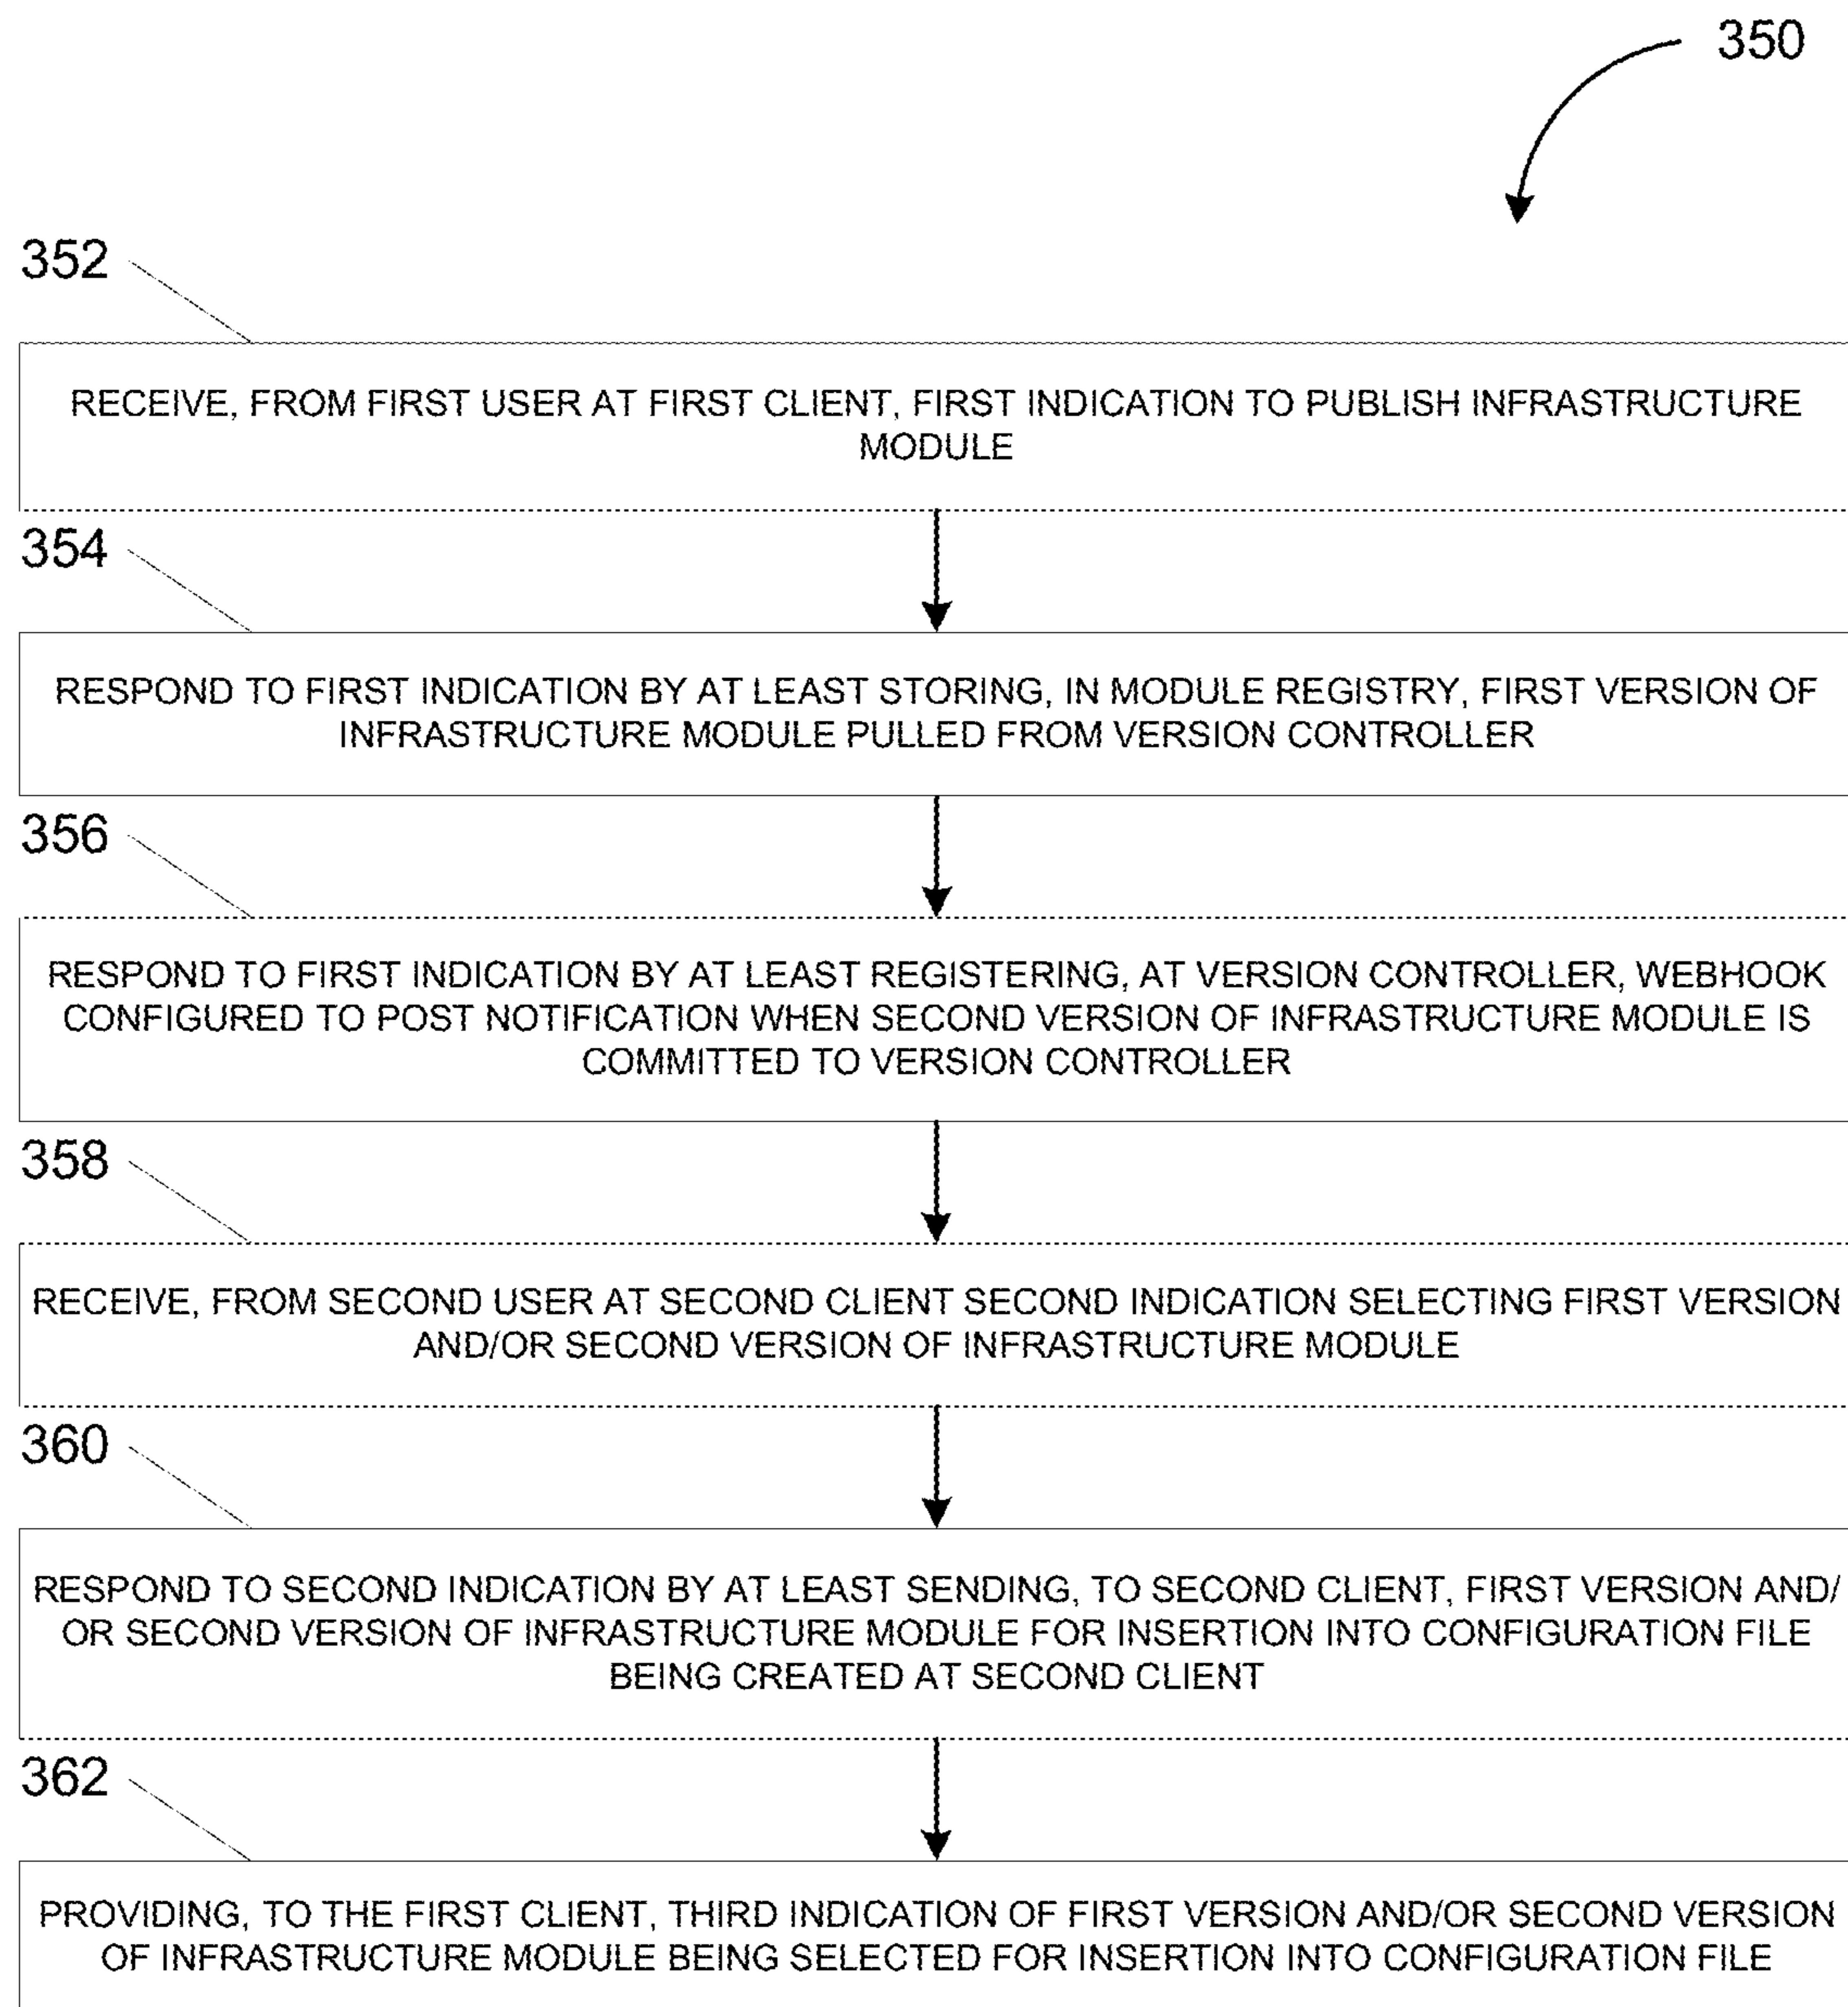 350
352
RECEIVE, FROM FIRST USER AT FIRST CLIENT, FIRST INDICATION TO PUBLISH INFRASTRUCTURE
MODULE
354
RESPOND TO FIRST INDICATION BY AT LEAST STORING, IN MODULE REGISTRY, FIRST VERSION OF
INFRASTRUCTURE MODULE PULLED FROM VERSION CONTROLLER
356
RESPOND TO FIRST INDICATION BY AT LEAST REGISTERING, AT VERSION CONTROLLER, WEBHOOK
CONFIGURED TO POST NOTIFICATION WHEN SECOND VERSION OF INFRASTRUCTURE MODULE IS
COMMITTED TO VERSION CONTROLLER
358
RECEIVE, FROM SECOND USER AT SECOND CLIENT SECOND INDICATION SELECTING FIRST VERSION
AND/OR SECOND VERSION OF INFRASTRUCTURE MODULE
360
RESPOND TO SECOND INDICATION BY AT LEAST SENDING, TO SECOND CLIENT, FIRST VERSION AND/
OR SECOND VERSION OF INFRASTRUCTURE MODULE FOR INSERTION INTO CONFIGURATION FILE
BEING CREATED AT SECOND CLIENT
362
PROVIDING, TO THE FIRST CLIENT, THIRD INDICATION OF FIRST VERSION AND/OR SECOND VERSION
OF INFRASTRUCTURE MODULE BEING SELECTED FOR INSERTION INTO CONFIGURATION FILE